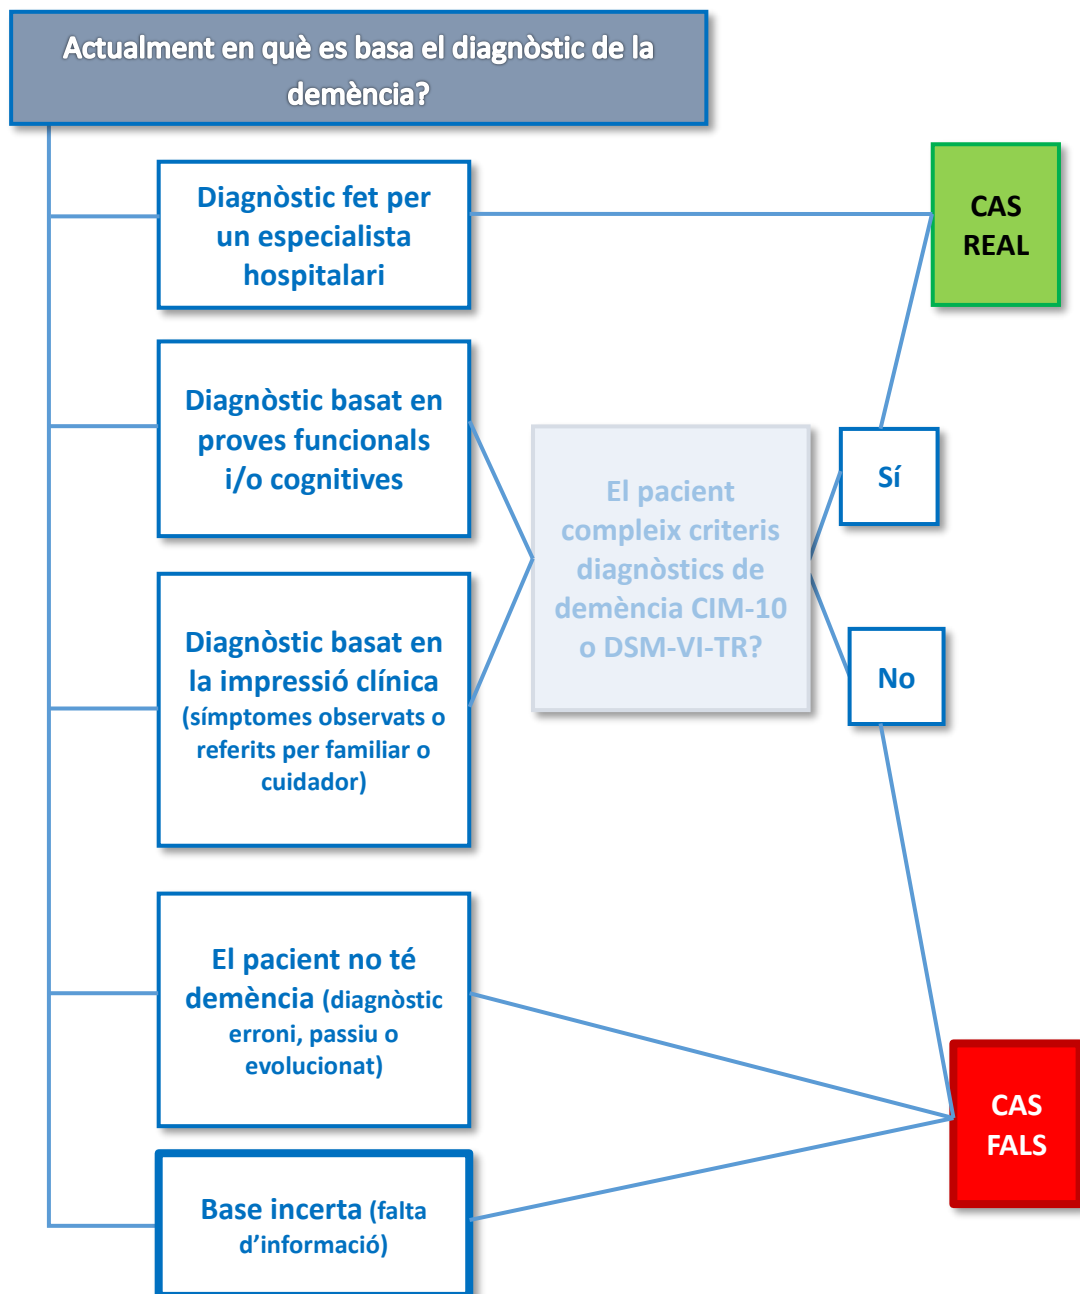 Actualment en què es basa el diagnòstic de la
demència?
Diagnòstic fet per
un especialista
hospitalari
CAS
REAL
Diagnòstic basat en
proves funcionals
i/o cognitives
El pacient
compleix criteris
diagnòstics de
demència CIM-10
o DSM-VI-TR?
Sí
Diagnòstic basat en
la impressió clínica
(símptomes observats o
referits per familiar o
cuidador)
No
El pacient no té
demència (diagnòstic
erroni, passiu o
evolucionat)
CAS
FALS
Base incerta (falta
d’informació)